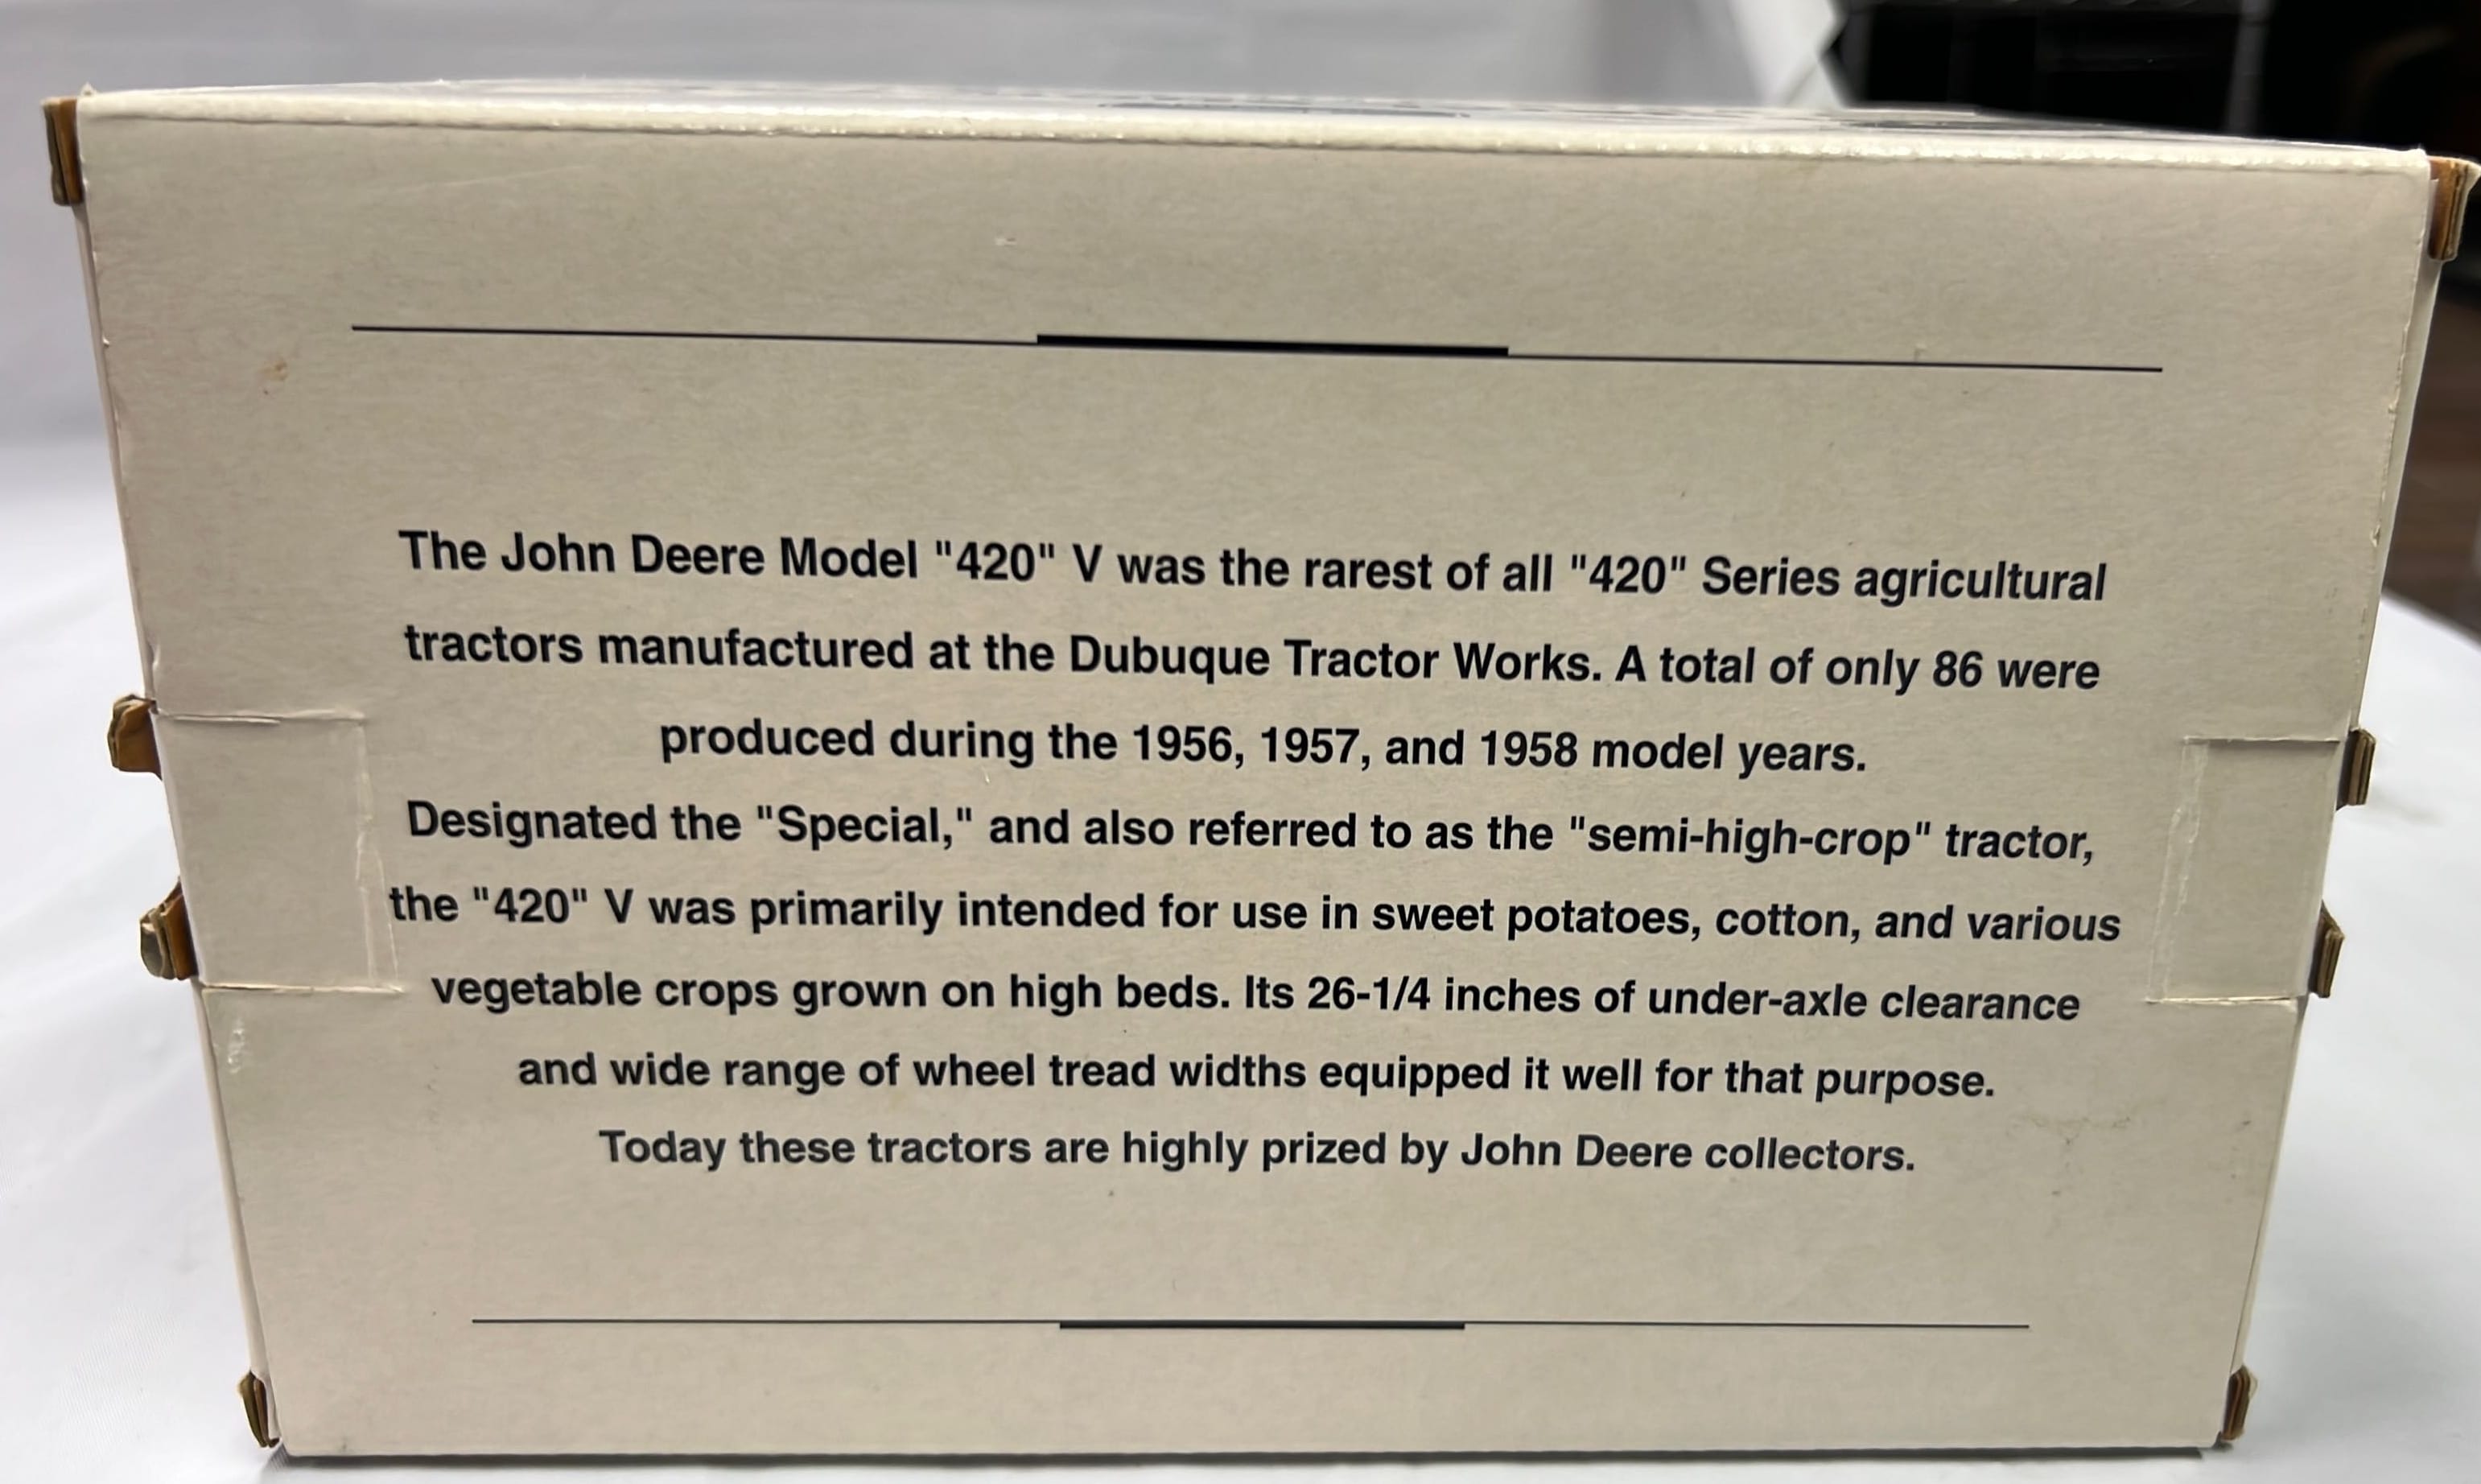 The John Deere Model "420" V was the rarest of all "420" Series agricultural
tractors manufactured at the Dubuque Tractor Works. A total of only 86 were
produced during the 1956, 1957, and 1958 model years.
Designated the "Special," and also referred to as the "semi-high-crop" tractor,
the "420" V was primarily intended for use in sweet potatoes, cotton, and various
vegetable crops grown on high beds. Its 26-1/4 inches of under-axle clearance
and wide range of wheel tread widths equipped it well for that purpose.
Today these tractors are highly prized by John Deere collectors.